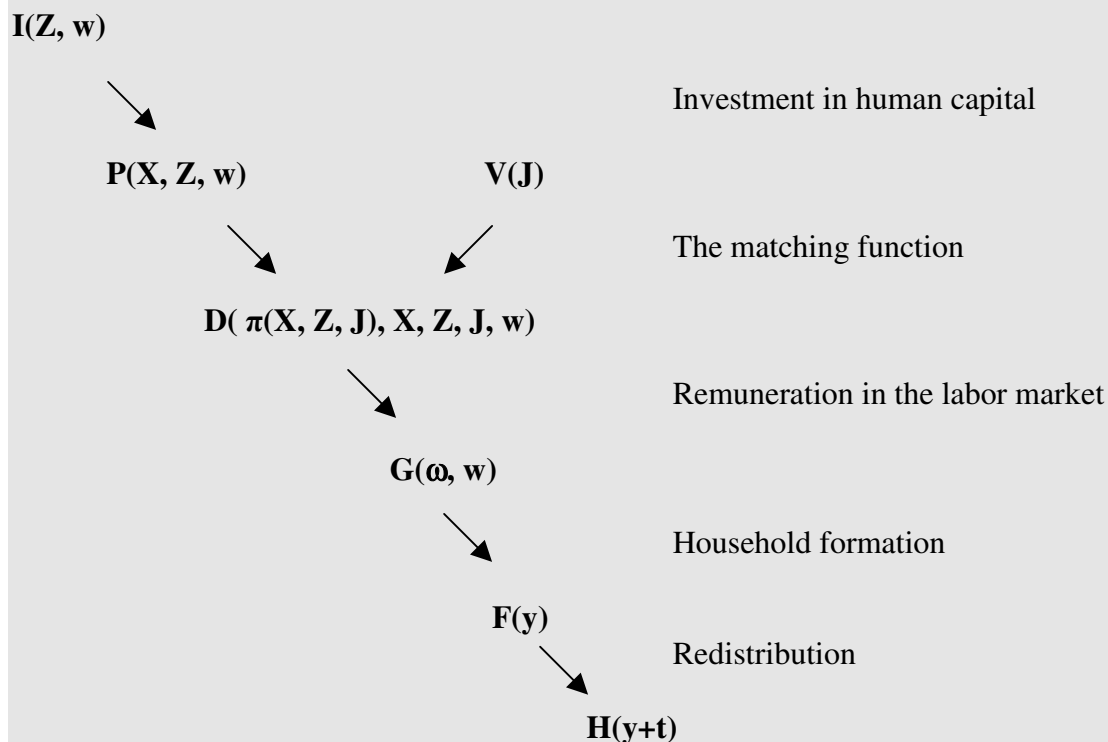 I(Z, w)
Investment in human capital
P(X, Z, w) V(J)
The matching function
D( π(X, Z, J), X, Z, J, w)
Remuneration in the labor market
G(ω, w)
Household formation
F(y)
Redistribution
H(y+t)